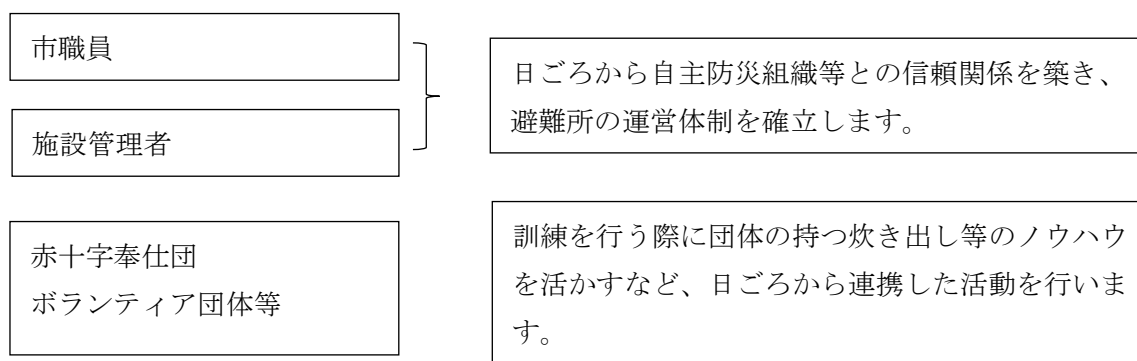 市職員
施設管理者
日ごろから自主防災組織等との信頼関係を築き、
避難所の運営体制を確立します。
赤十字奉仕団
ボランティア団体等
訓練を行う際に団体の持つ炊き出し等のノウハウ
を活かすなど、日ごろから連携した活動を行いま
す。